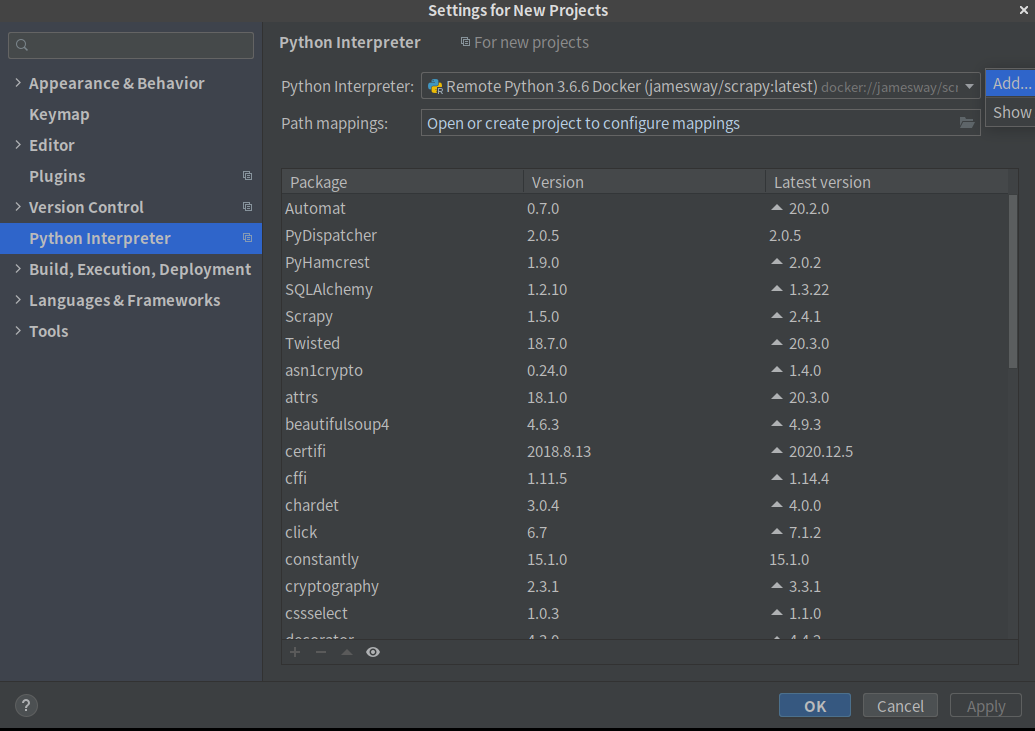 Settings for New Projects
Python Interpreter For new projects
Appearance & Behavior
Keymap
Editor
Plugins
Version Control
Python Interpreter
Build, Execution, Deployment
Languages & Frameworks
Tools
Python Interpreter: Remote Python 3.6.6 Docker (jamesway/scrapy:latest) docker://jamesway/scr Add...
Path mappings: Open or create project to configure mappings Show
Package Version Latest version
Automat 0.7.0 20.2.0
PyDispatcher 2.0.5 2.0.5
PyHamcrest 1.9.0 2.0.2
SQLAlchemy 1.2.10 1.3.22
Scrapy 1.5.0 2.4.1
Twisted 18.7.0 20.3.0
asn1crypto 0.24.0 1.4.0
attrs 18.1.0 20.3.0
beautifulsoup4 4.6.3 4.9.3
certifi 2018.8.13 2020.12.5
cffi 1.11.5 1.14.4
chardet 3.0.4 4.0.0
click 6.7 7.1.2
constantly 15.1.0 15.1.0
cryptography 2.3.1 3.3.1
cssselect 1.0.3 1.1.0
decorator 4.3.0 4.4.2
? OK Cancel Apply